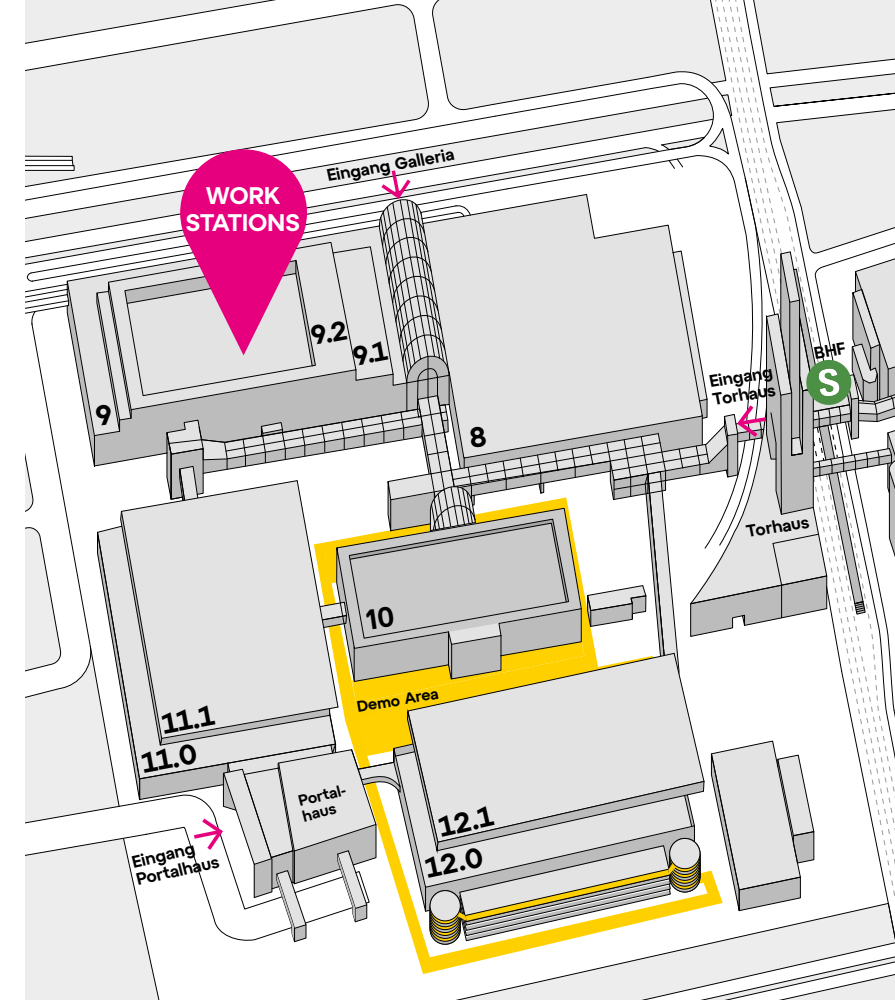 Eingang Galleria
WORK
STATIONS
9.2
9.1
9
8
BHF
S
Eingang
Torhaus
Torhaus
10
Demo Area
11.1
11.0
Portal-
haus
12.1
12.0
Eingang
Portalhaus